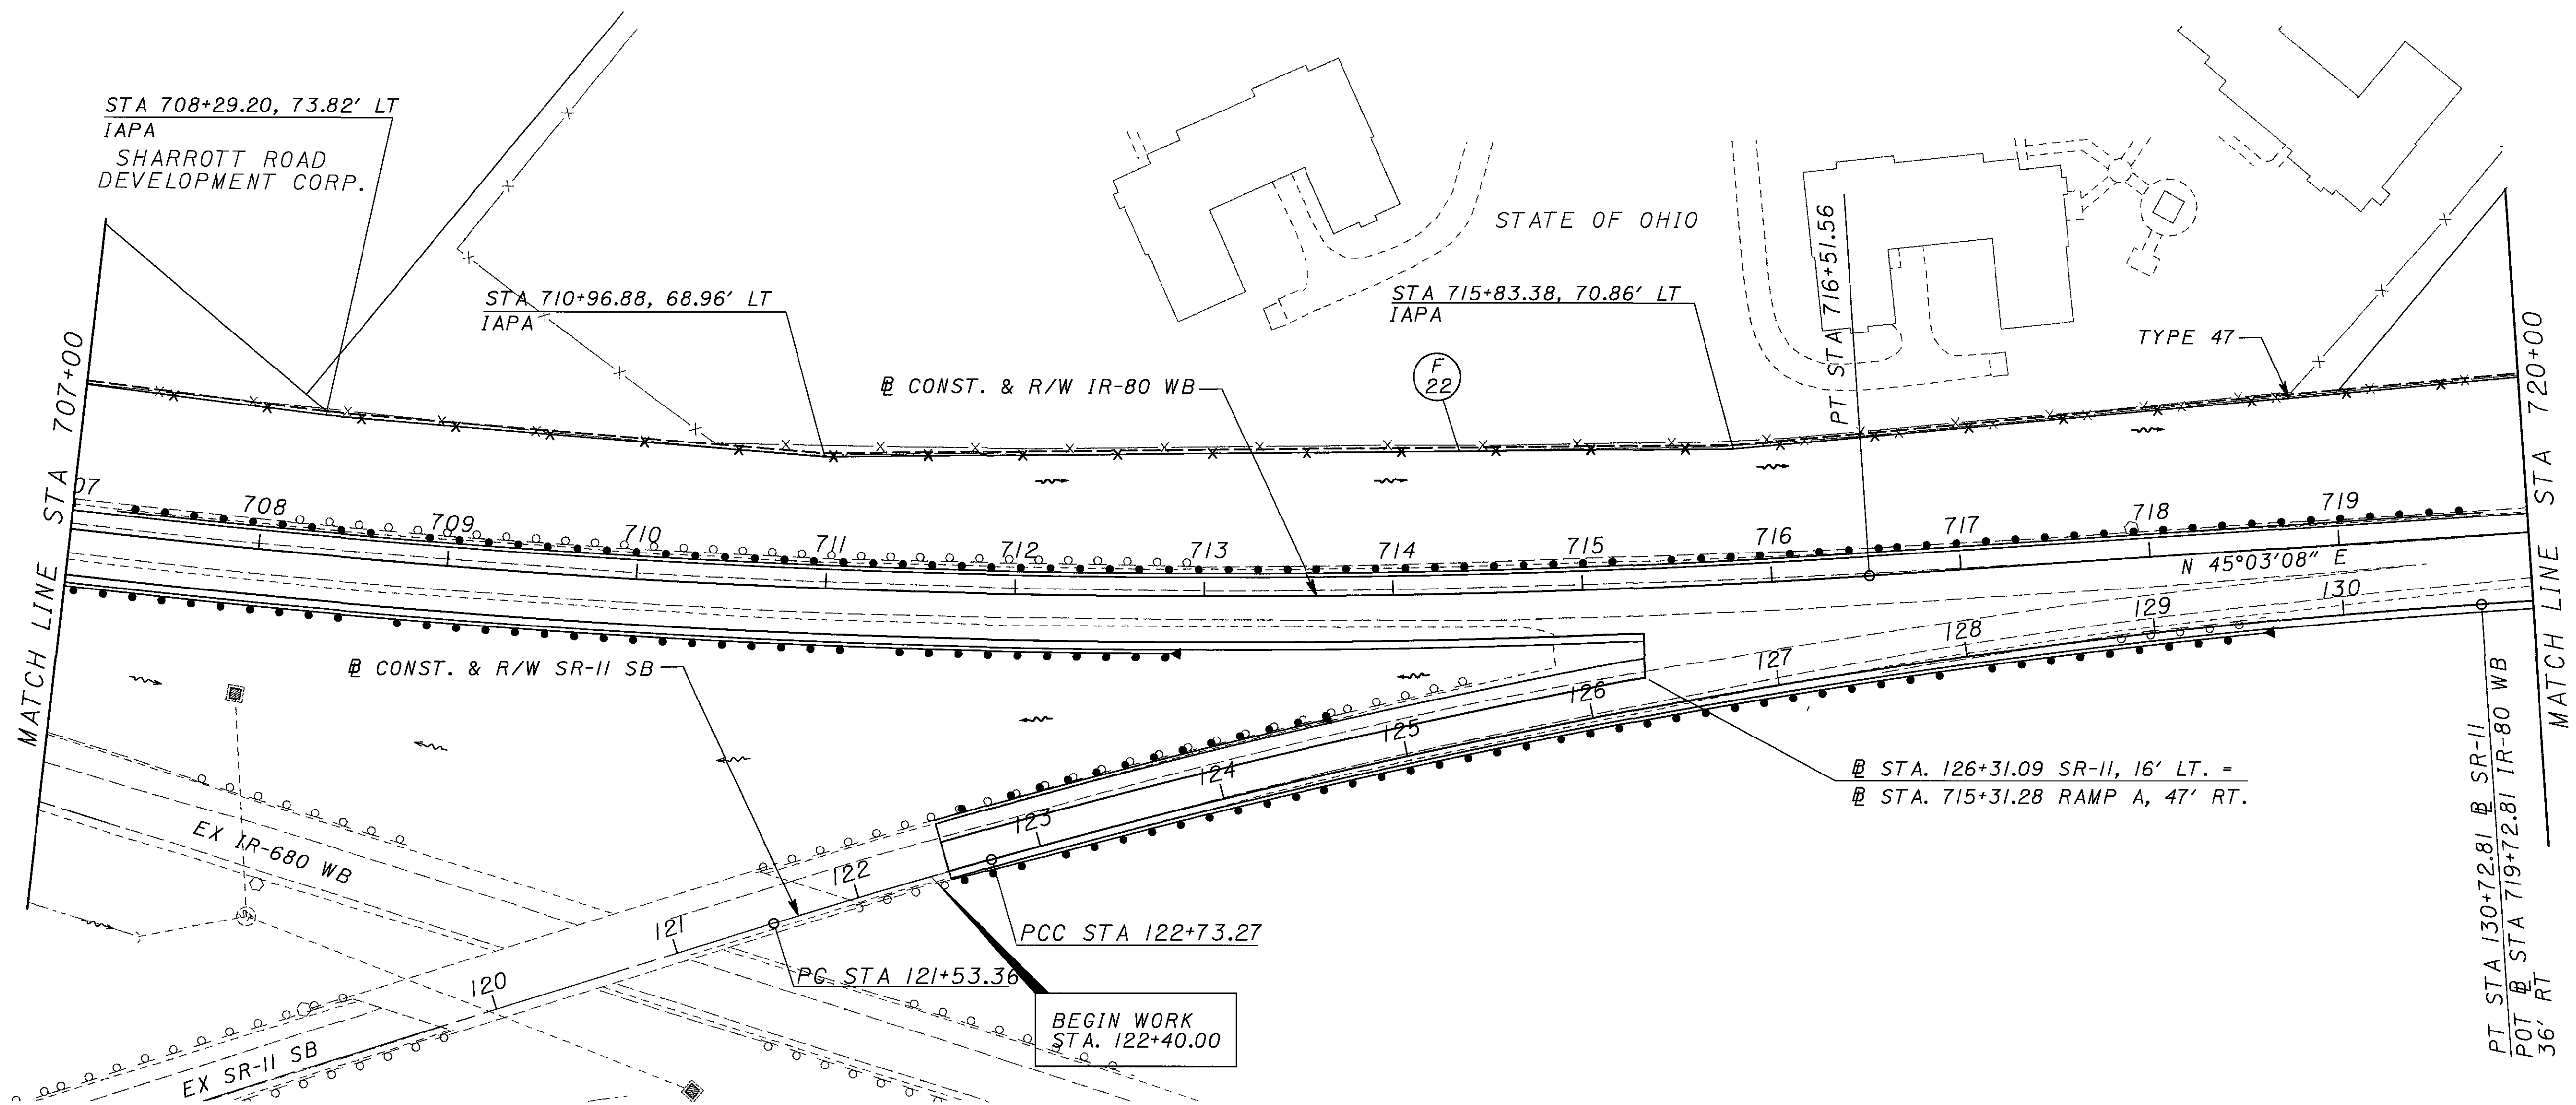 STA 708+29.20, 73.82' LT
IAPA
SHARROTT ROAD
DEVELOPMENT CORP.
STA 710+96.88, 68.96' LT
IAPA
STATE OF OHIO
STA 715+83.38, 70.86' LT
IAPA
PT STA 716+51.56
TYPE 47
F
22
℄ CONST. & R/W IR-80 WB
MATCH LINE STA 707+00
MATCH LINE STA 720+00
07
708
709
710
711
712
713
714
715
716
717
718
719
N 45°03'08" E
130
129
128
127
126
125
124
123
122
121
120
℄ CONST. & R/W SR-11 SB
℄ STA. 126+31.09 SR-11, 16' LT. =
℄ STA. 715+31.28 RAMP A, 47' RT.
EX IR-680 WB
ST
PCC STA 122+73.27
PC STA 121+53.36
BEGIN WORK
STA. 122+40.00
EX SR-11 SB
PT STA 130+72.81 ℄ SR-11
POT ℄ STA 719+72.81 IR-80 WB
36' RT